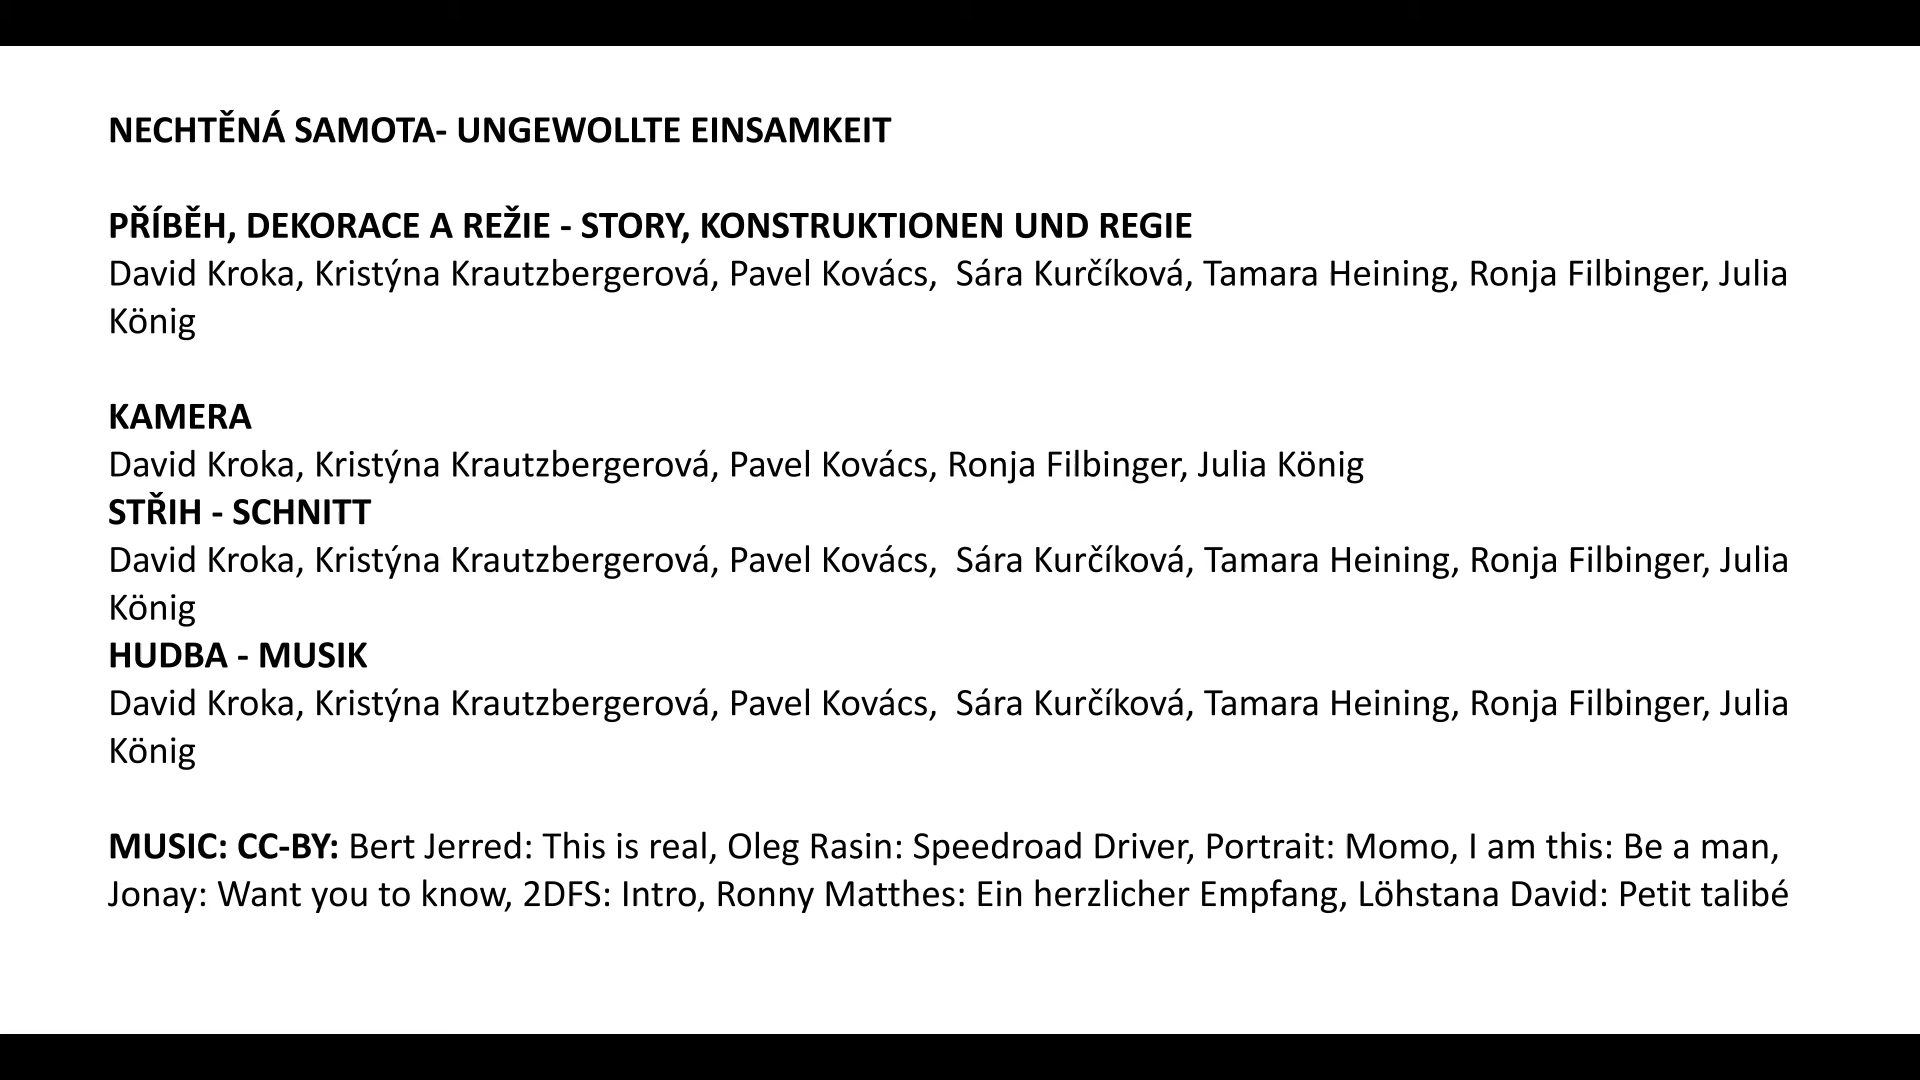 NECHTĚNÁ SAMOTA- UNGEWOLLTE EINSAMKEIT
PŘÍBĚH, DEKORACE A REŽIE - STORY, KONSTRUKTIONEN UND REGIE
David Kroka, Kristýna Krautzbergerová, Pavel Kovács,  Sára Kurčíková, Tamara Heining, Ronja Filbinger, Julia
König
KAMERA
David Kroka, Kristýna Krautzbergerová, Pavel Kovács, Ronja Filbinger, Julia König
STŘIH - SCHNITT
David Kroka, Kristýna Krautzbergerová, Pavel Kovács,  Sára Kurčíková, Tamara Heining, Ronja Filbinger, Julia
König
HUDBA - MUSIK
David Kroka, Kristýna Krautzbergerová, Pavel Kovács,  Sára Kurčíková, Tamara Heining, Ronja Filbinger, Julia
König
MUSIC: CC-BY: Bert Jerred: This is real, Oleg Rasin: Speedroad Driver, Portrait: Momo, I am this: Be a man,
Jonay: Want you to know, 2DFS: Intro, Ronny Matthes: Ein herzlicher Empfang, Löhstana David: Petit talibé